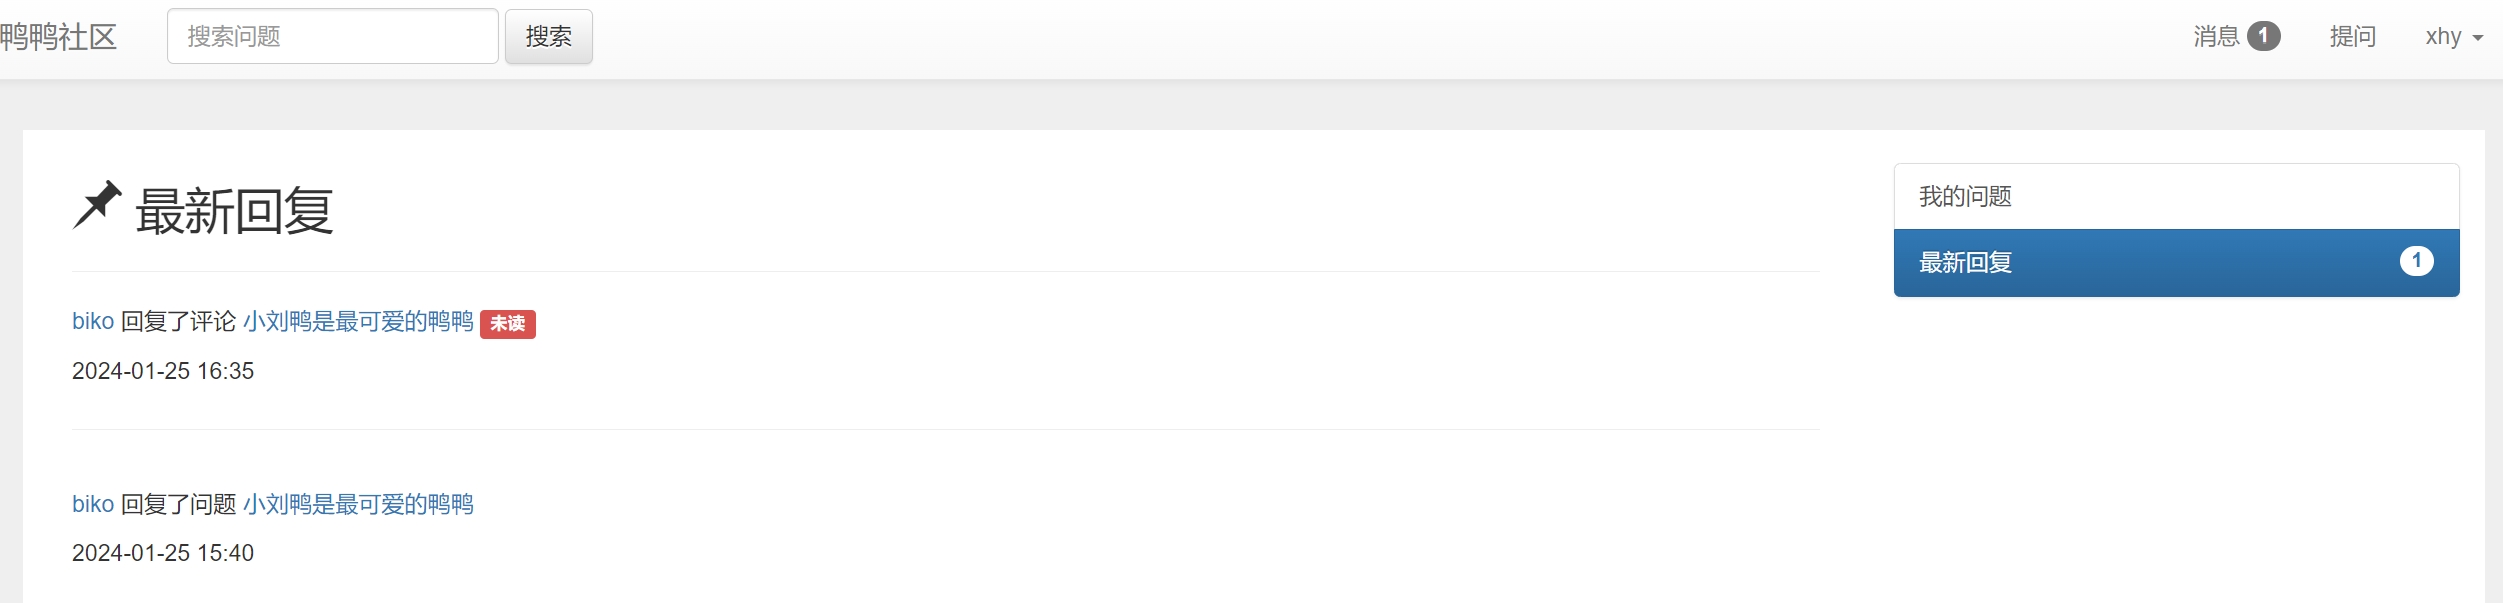 鸭鸭社区 搜索问题 搜索 消息 1 提问 xhy
最新回复
biko 回复了评论 小刘鸭是最可爱的鸭鸭 未读
2024-01-25 16:35
biko 回复了问题 小刘鸭是最可爱的鸭鸭
2024-01-25 15:40
我的问题
最新回复 1